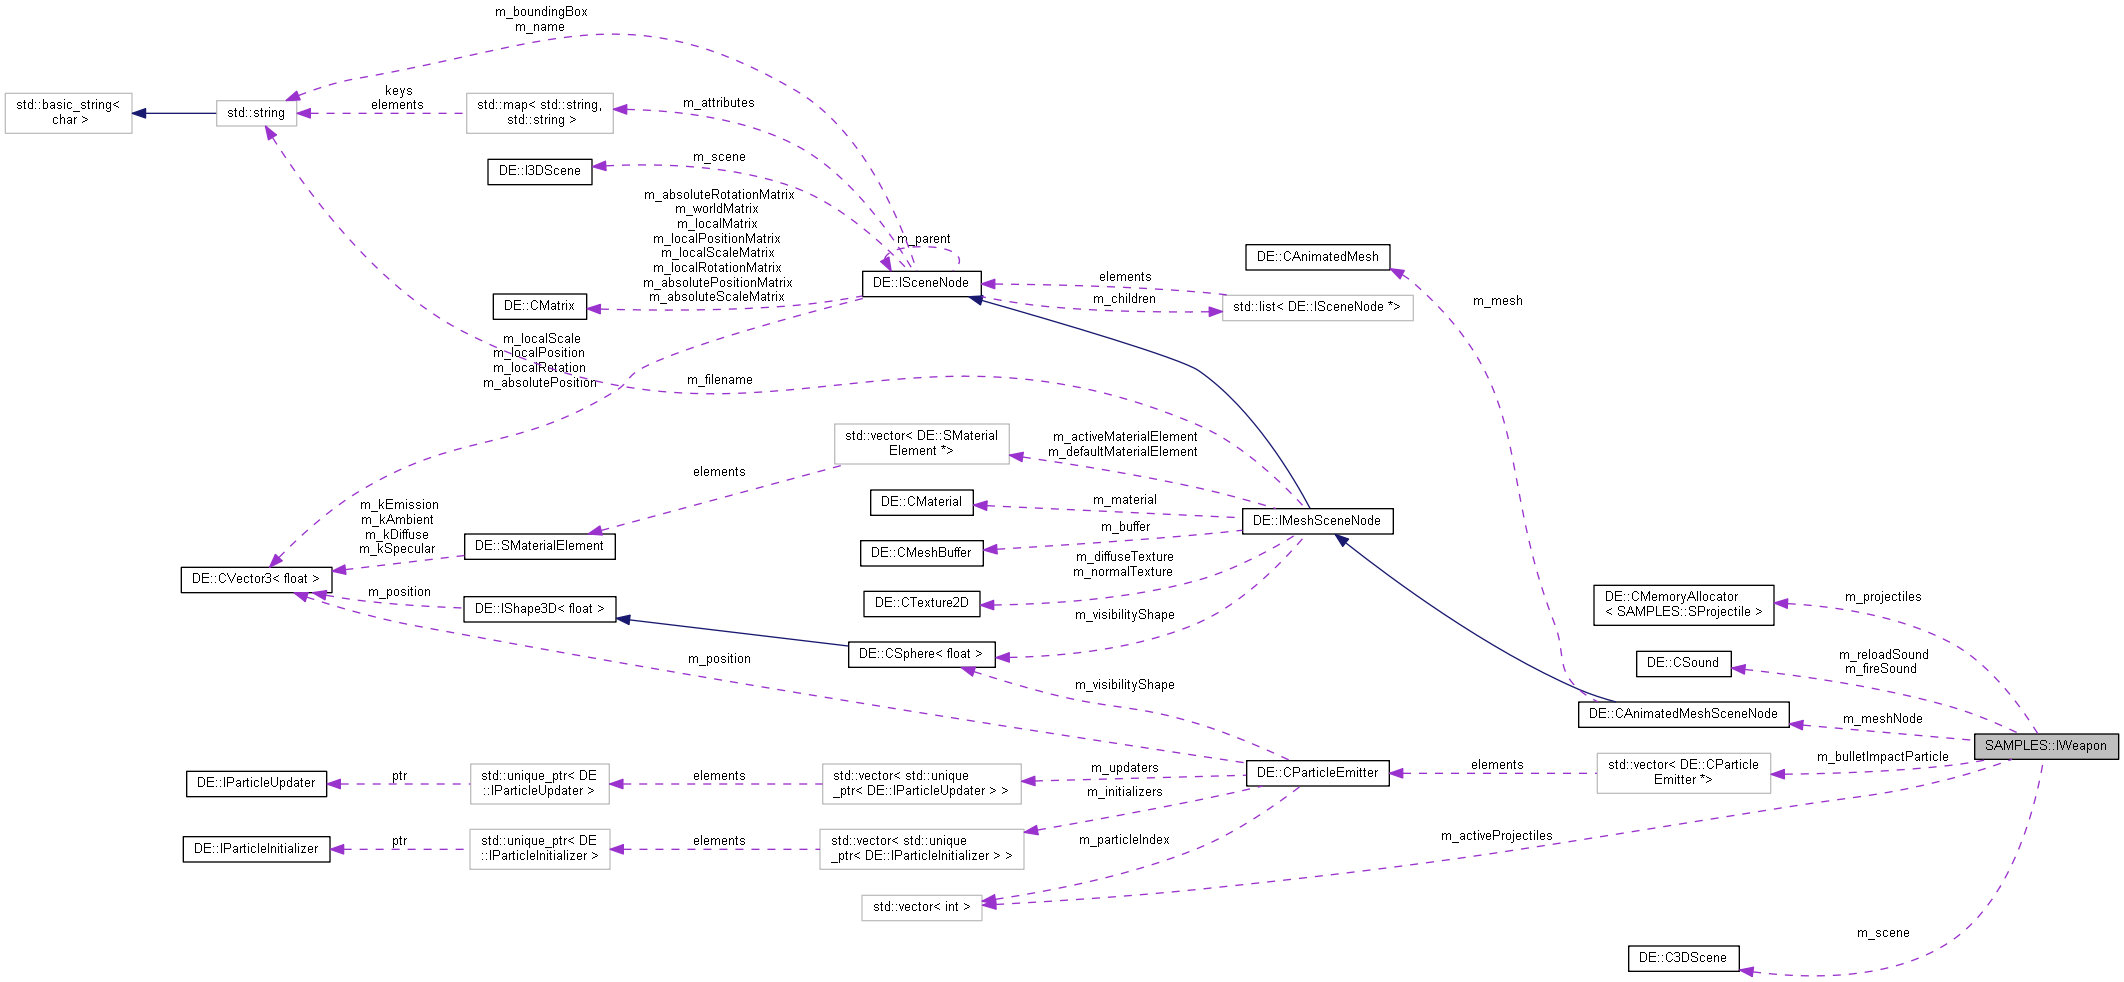 m_boundingBox
m_name
std::basic_string<
char >
std::string
keys
elements
std::map< std::string,
std::string >
m_attributes
DE::I3DScene
m_scene
m_absoluteRotationMatrix
m_worldMatrix
m_localMatrix
m_localPositionMatrix
m_localScaleMatrix
m_localRotationMatrix
m_absolutePositionMatrix
m_absoluteScaleMatrix
DE::CMatrix
m_parent
DE::ISceneNode
elements
m_children
std::list< DE::ISceneNode *>
DE::CAnimatedMesh
m_mesh
m_localScale
m_localPosition
m_localRotation
m_absolutePosition
m_filename
std::vector< DE::SMaterial
Element *>
m_activeMaterialElement
m_defaultMaterialElement
elements
DE::CMaterial
m_material
DE::IMeshSceneNode
m_kEmission
m_kAmbient
m_kDiffuse
m_kSpecular
DE::SMaterialElement
DE::CMeshBuffer
m_buffer
DE::CVector3< float >
m_position
DE::IShape3D< float >
DE::CTexture2D
m_diffuseTexture
m_normalTexture
m_visibilityShape
DE::CSphere< float >
m_position
m_visibilityShape
DE::CMemoryAllocator
< SAMPLES::SProjectile >
m_projectiles
DE::CSound
m_reloadSound
m_fireSound
DE::CAnimatedMeshSceneNode
m_meshNode
SAMPLES::IWeapon
m_bulletImpactParticle
std::vector< DE::CParticle
Emitter *>
elements
DE::CParticleEmitter
m_updaters
m_initializers
std::vector< std::unique
_ptr< DE::IParticleUpdater > >
elements
std::unique_ptr< DE
::IParticleUpdater >
ptr
DE::IParticleUpdater
std::vector< std::unique
_ptr< DE::IParticleInitializer > >
elements
std::unique_ptr< DE
::IParticleInitializer >
ptr
DE::IParticleInitializer
m_particleIndex
m_activeProjectiles
std::vector< int >
m_scene
DE::C3DScene